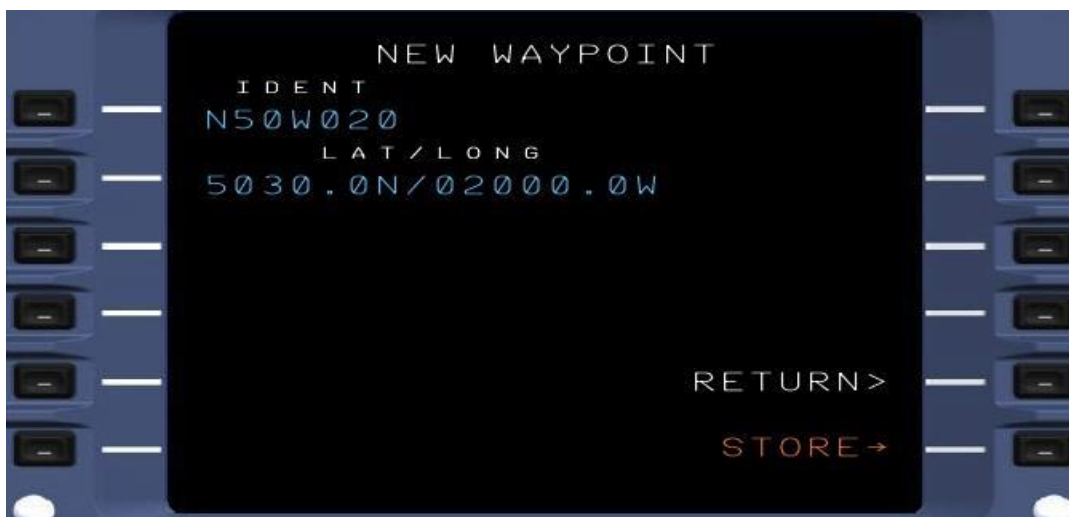 NEW WAYPOINT
IDENT
N50W020
LAT/LONG
5030.0N/02000.0W
RETURN>
STORE→